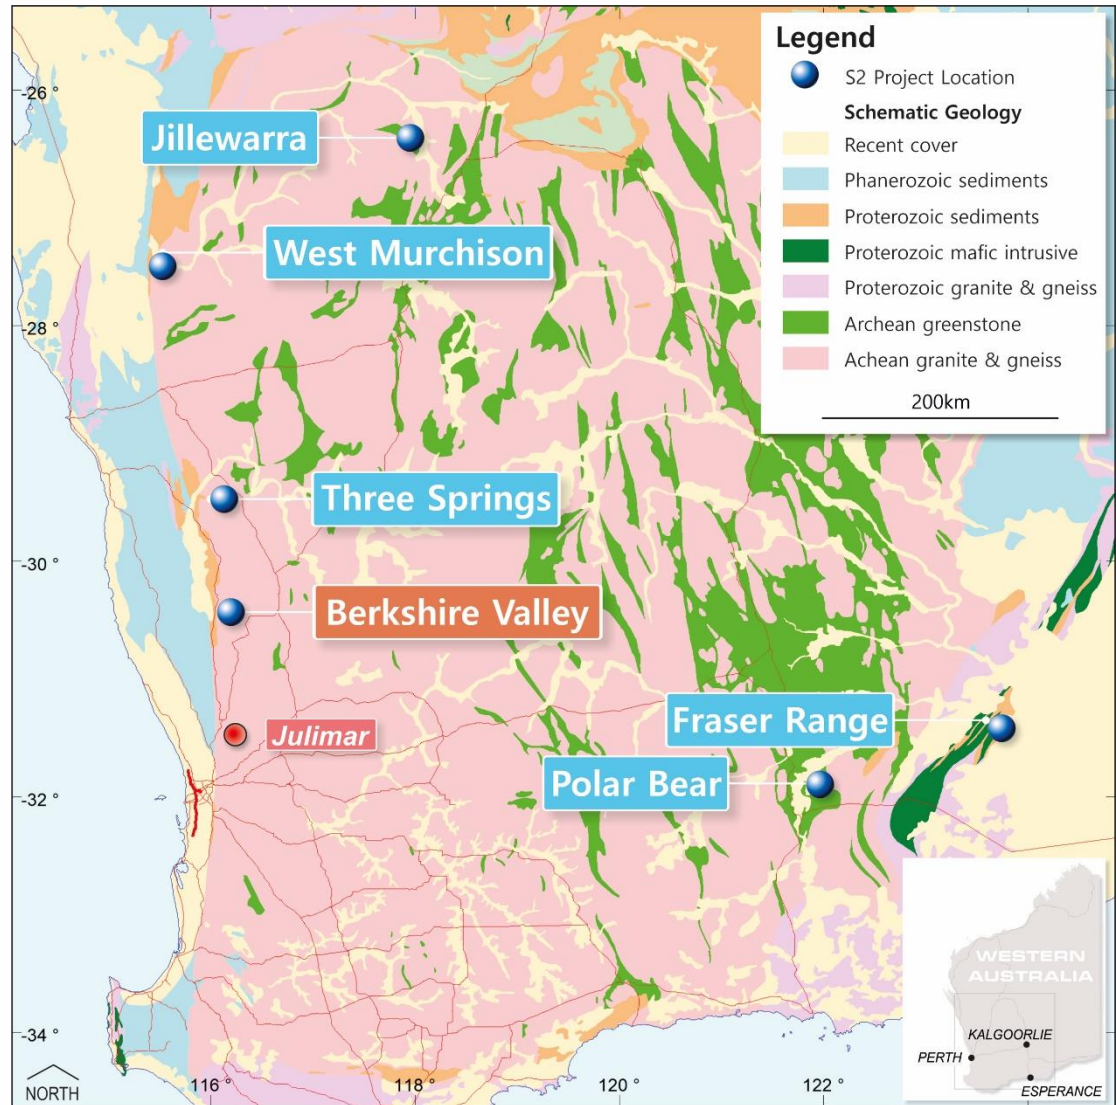 Legend
S2 Project Location
Schematic Geology
Recent cover
Phanerozoic sediments
Proterozoic sediments
Proterozoic mafic intrusive
Proterozoic granite & gneiss
Archean greenstone
Achean granite & gneiss
200km
-26 °
Jillewarra
West Murchison
-28 °
Three Springs
-30 °
Berkshire Valley
Fraser Range
Julimar
Polar Bear
-32 °
-34 °
116 °
118 °
120 °
122 °
NORTH
WESTERN
AUSTRALIA
KALGOORLIE
PERTH
ESPERANCE